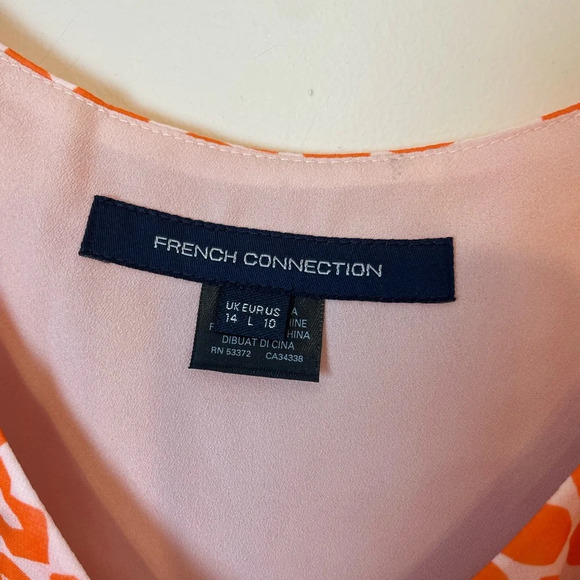 FRENCH CONNECTION
UK EUR US
14 L 10
DIBUAT DI CINA
RN 53372 CA34338